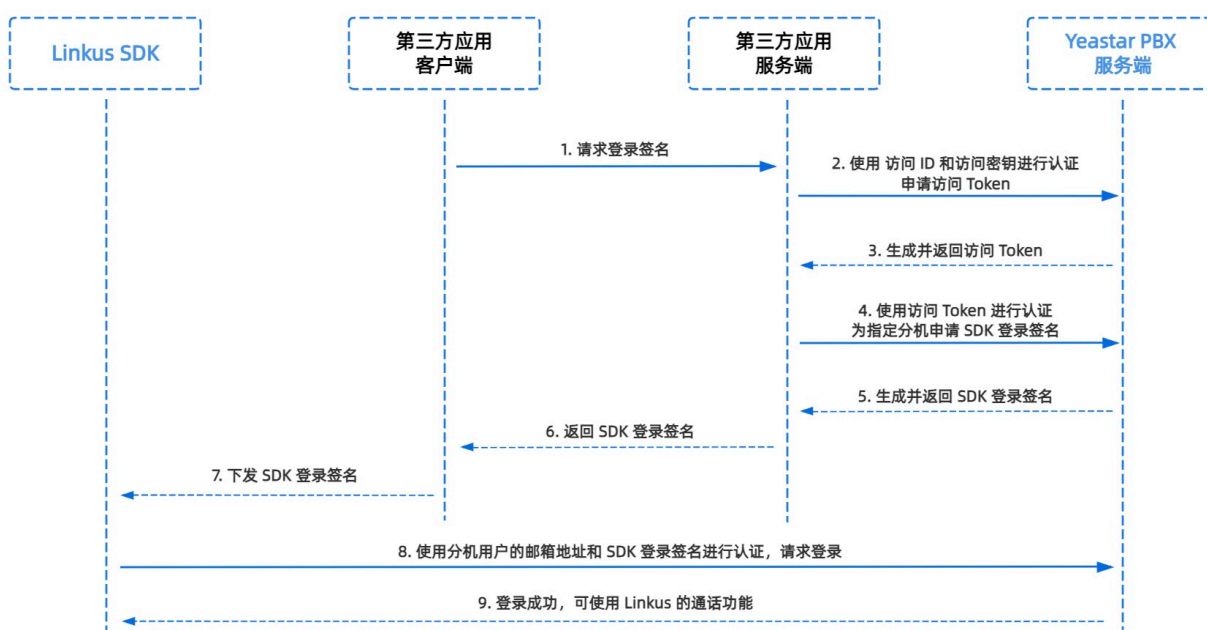 Linkus SDK
第三方应用
客户端
第三方应用
服务端
Yeastar PBX
服务端
1. 请求登录签名
2. 使用 访问 ID 和访问密钥进行认证
申请访问 Token
3. 生成并返回访问 Token
4. 使用访问 Token 进行认证
为指定分机申请 SDK 登录签名
5. 生成并返回 SDK 登录签名
6. 返回 SDK 登录签名
7. 下发 SDK 登录签名
8. 使用分机用户的邮箱地址和 SDK 登录签名进行认证，请求登录
9. 登录成功，可使用 Linkus 的通话功能